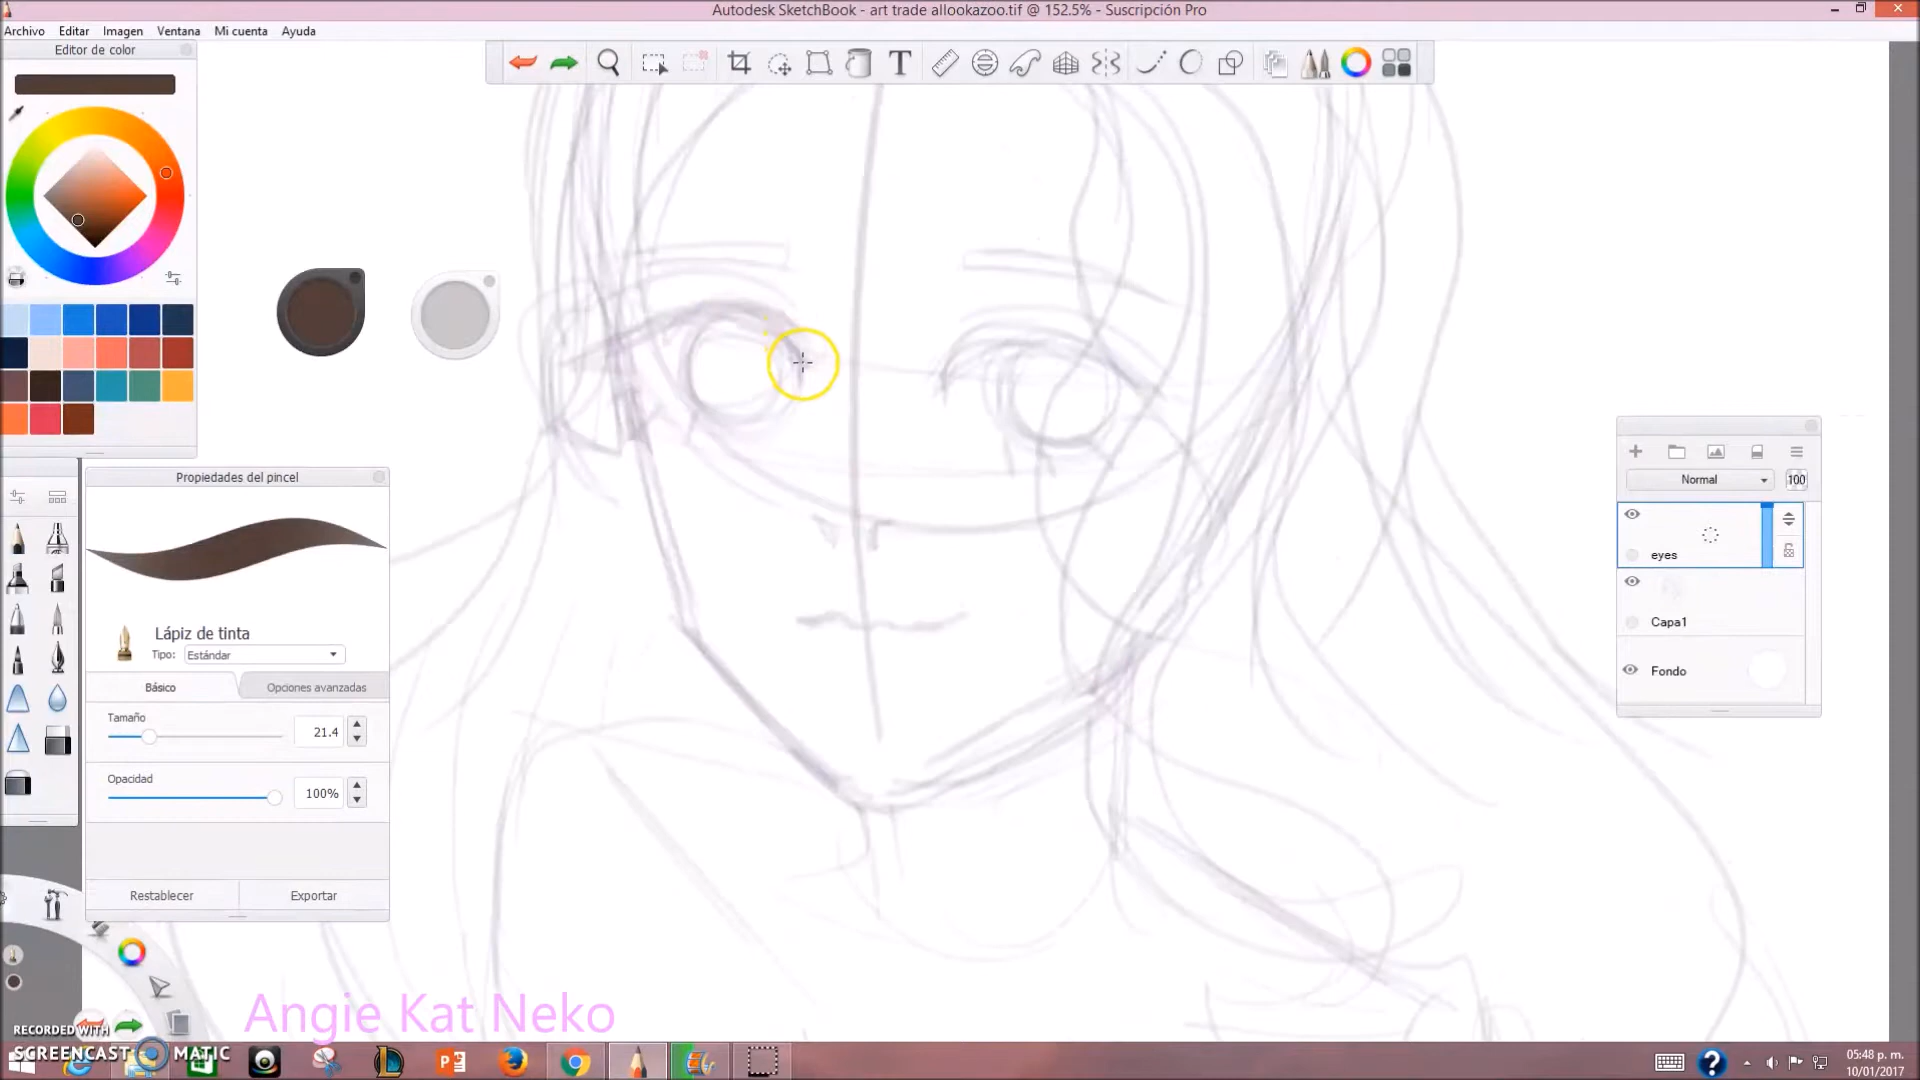 Autodesk SketchBook - art trade allookazoo.tif @ 152.5% - Suscripción Pro
Archivo Editar Imagen Ventana Mi cuenta Ayuda
Editor de color
T
Propiedades del pincel
Lápiz de tinta
Tipo: Estándar
Básico Opciones avanzadas
Tamaño
21.4
Opacidad
100%
Restablecer Exportar
Normal 100
eyes
Capa1
Fondo
Angie Kat Neko
RECORDED WITH
SCREENCAST MATIC
05:48 p. m.
10/01/2017